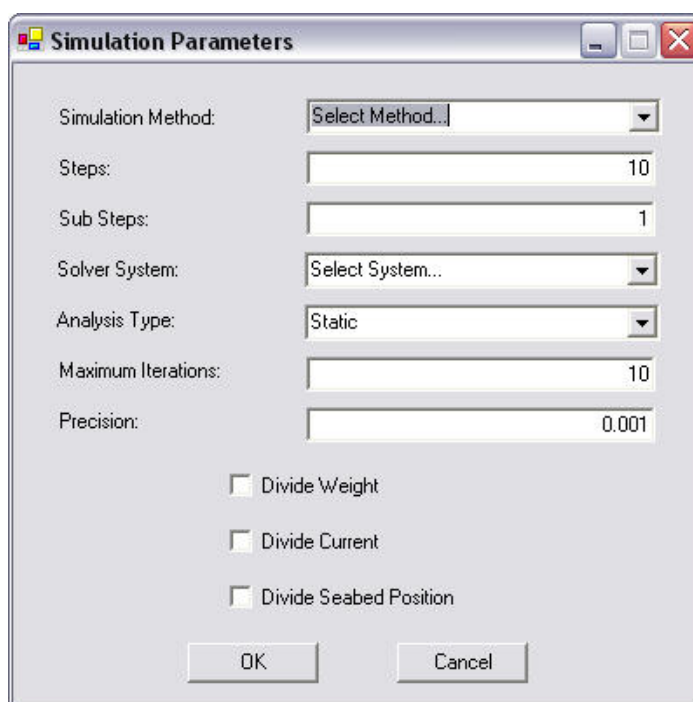 Simulation Parameters
Simulation Method: Select Method...
Steps: 10
Sub Steps: 1
Solver System: Select System...
Analysis Type: Static
Maximum Iterations: 10
Precision: 0.001
Divide Weight
Divide Current
Divide Seabed Position
OK Cancel